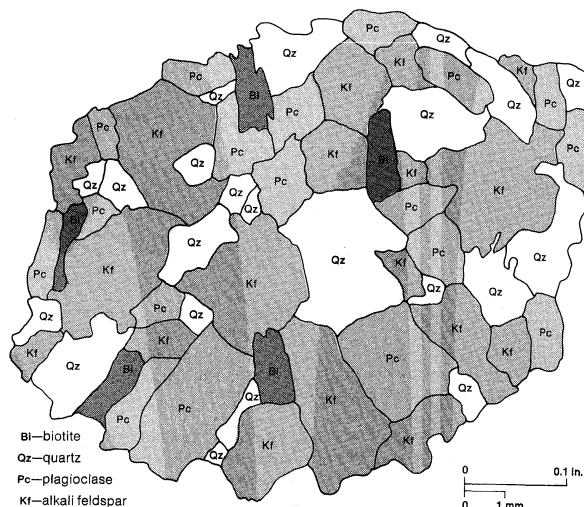 Pc
Qz
Qz
Kf
Pc
Kf
Pc
Qz
Kf
Pc
Bi
Qz
Qz
Pc
Qz
Pc
Kf
Pc
Kf
Kf
Bi
Qz
Pc
Kf
Pc
Qz
Qz
Kf
Qz
Pc
Qz
Pc
Bi
Qz
Pc
Qz
Kf
Qz
Kf
Pc
Kf
Qz
Qz
Pc
Qz
Qz
Kf
Pc
Kf
Pc
Kf
Kf
Qz
Bi
Bi
Qz
Qz
Kf
Pc
Pc
Kf
Kf
Qz
Bi—biotite
Qz—quartz
Pc—plagioclase
Kf—alkali feldspar
0 0.1 in.
0 1 mm